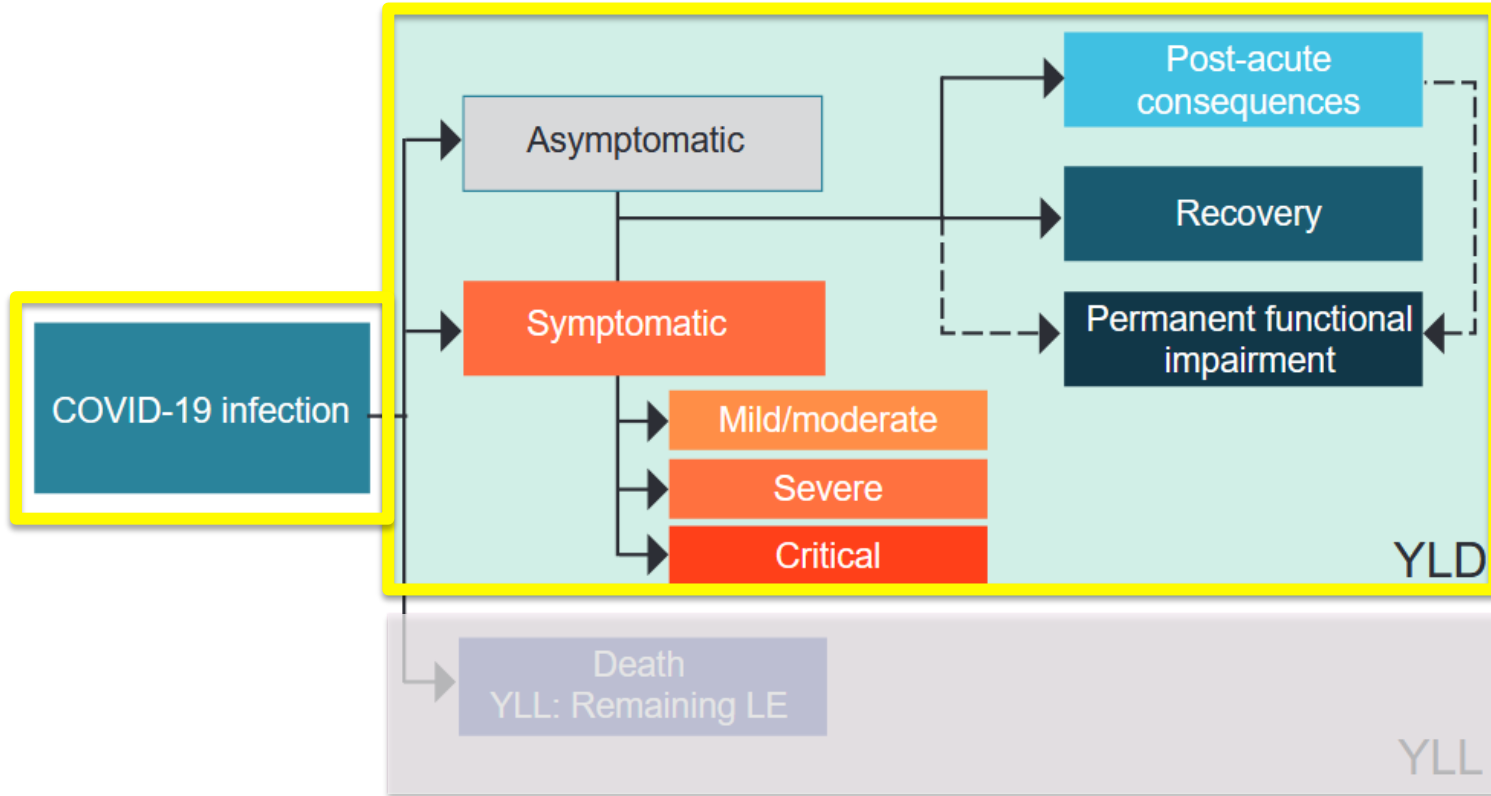 Post-acute
consequences
Asymptomatic
Recovery
Symptomatic
Permanent functional
impairment
COVID-19 infection
Mild/moderate
Severe
Critical
YLD
Death
YLL: Remaining LE
YLL